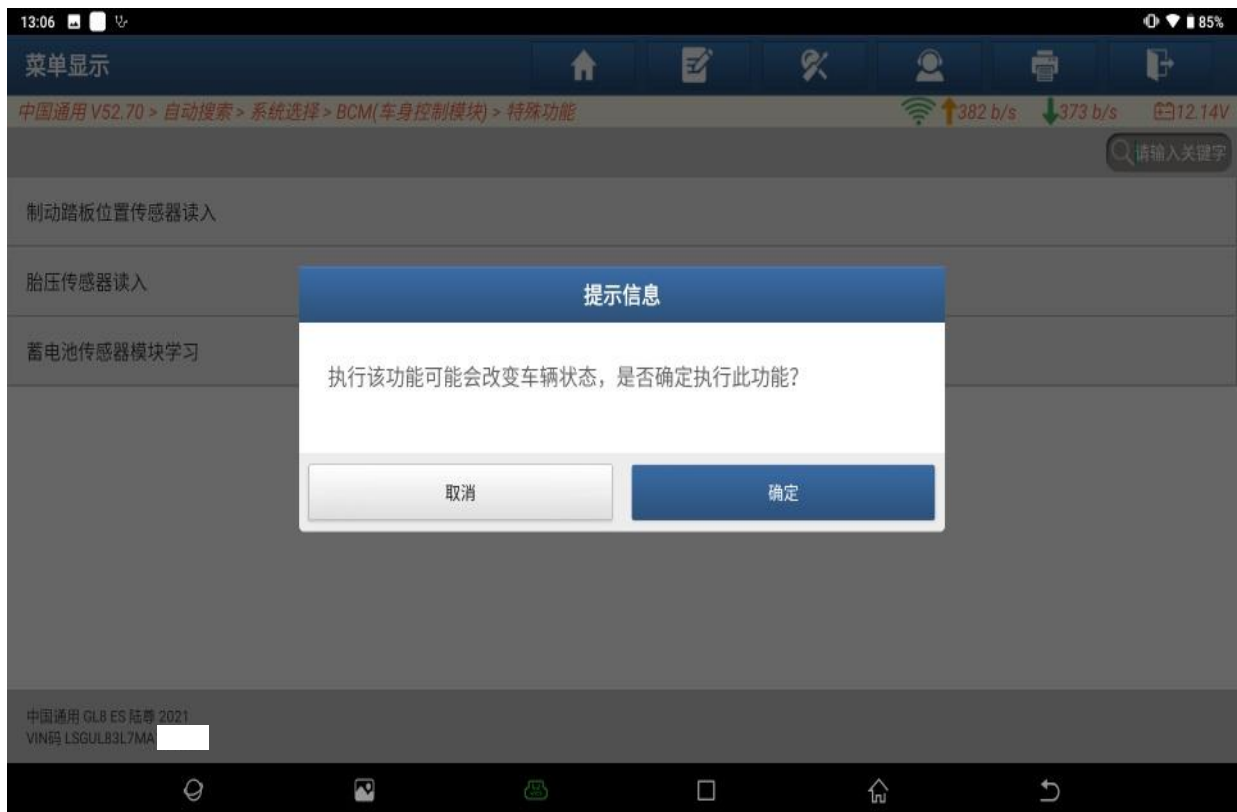 13:06
85%
菜单显示
中国通用 V52.70 > 自动搜索 > 系统选择 > BCM(车身控制模块) > 特殊功能
382 b/s
373 b/s
12.14V
请输入关键字
制动踏板位置传感器读入
胎压传感器读入
蓄电池传感器模块学习
提示信息
执行该功能可能会改变车辆状态，是否确定执行此功能?
取消
确定
中国通用 GL8 ES 陆尊 2021
VIN码 LSGUL83L7MA